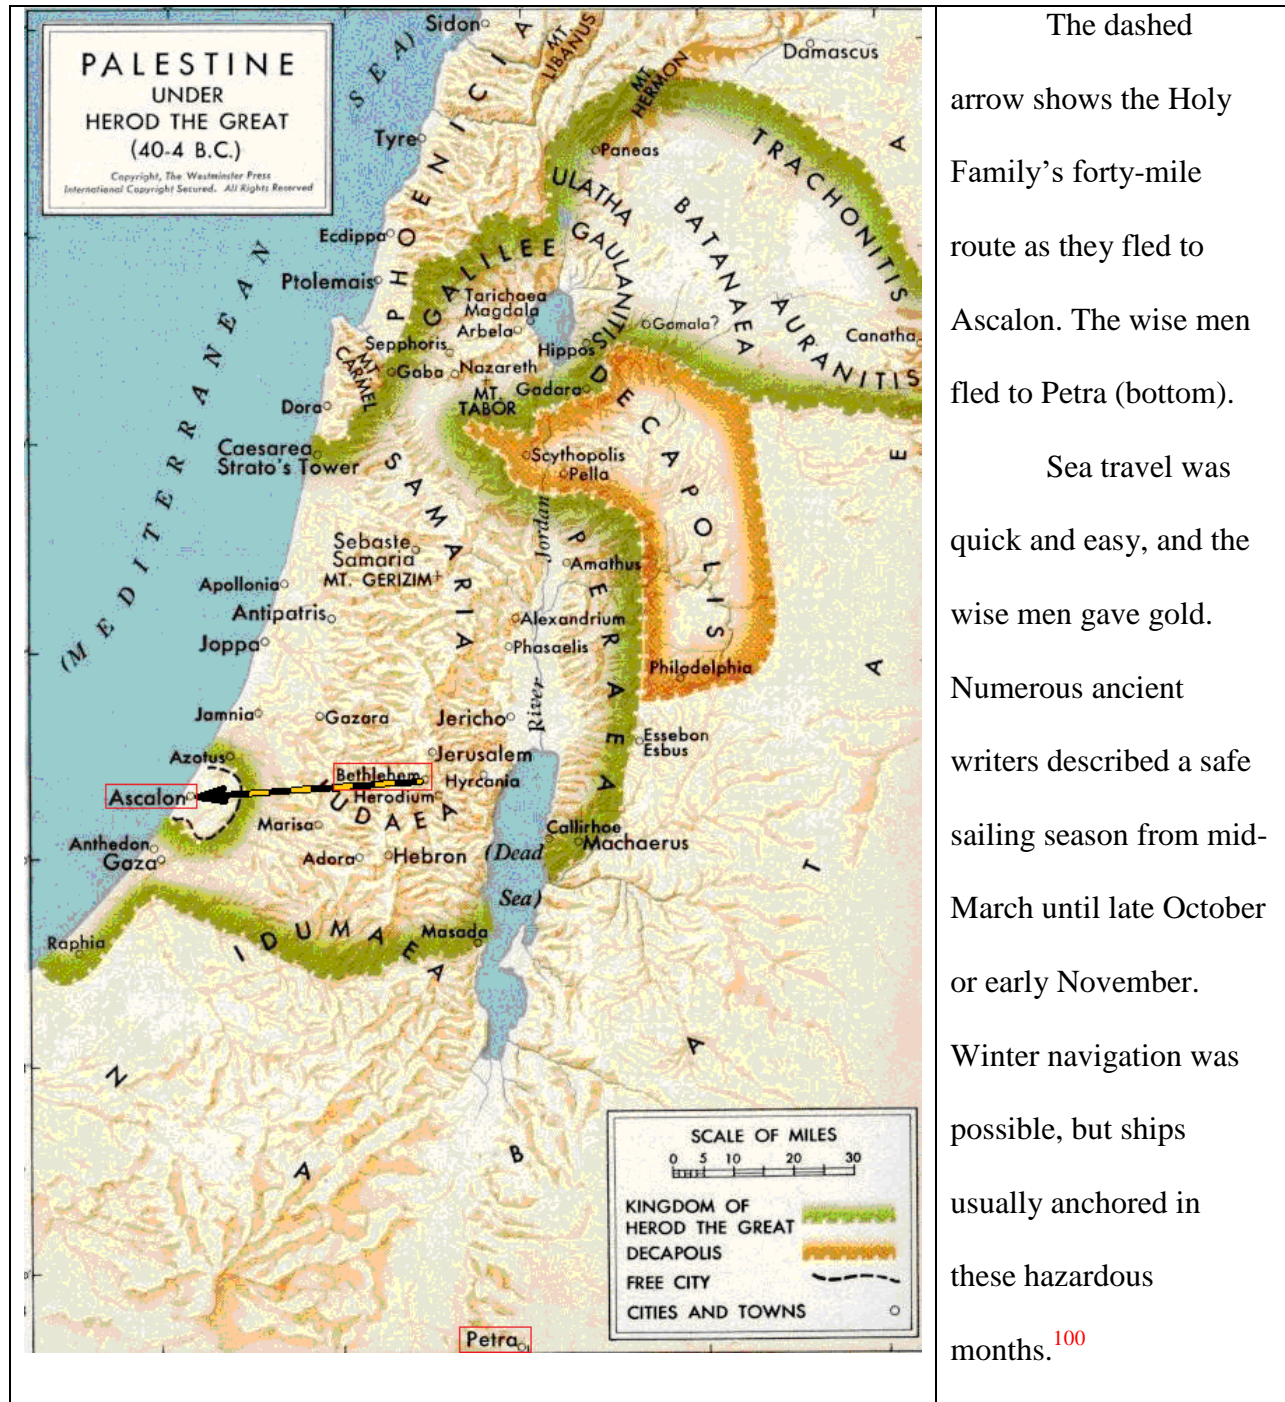 PALESTINE
UNDER
HEROD THE GREAT
(40-4 B.C.)
Copyright, The Westminster Press
International Copyright Secured. All Rights Reserved
(MEDITERRANEAN SEA)
Sidon
MT. LIBANUS
Damascus
PHOENICIA
MT. HERMON
Tyre
Paneas
TRACHONITIS
ULATHA
BATANAEA
Ecdippa
GALILEE
GAULANITIS
Ptolemais
AURANITIS
Tarichaea
Magdala
Arbela
Gamala?
Canatha
Sepphoris
Hippos
MT. CARMEL
Gaba
Nazareth
MT. TABOR
Gadara
DECAPOLIS
Dora
Caesarea
Strato's Tower
SAMARIA
Scythopolis
Pella
Jordan
River
PERAEA
Sebaste
Samaria
MT. GERIZIM
Amathus
Apollonia
Antipatris
Alexandrium
Joppa
Phasaelis
Philadelphia
Jamnia
Gazara
Jericho
Essebon
Esbus
Azotus
Jerusalem
Bethlehem
Hyrcania
Ascalon
Herodium
JUDAEA
Marisa
Callirhoe
Machaerus
Anthedon
Gaza
Adora
Hebron
(Dead
Sea)
Raphia
IDUMAEA
Masada
NABATAEA
Petra
SCALE OF MILES
0 5 10 20 30
KINGDOM OF
HEROD THE GREAT
DECAPOLIS
FREE CITY
CITIES AND TOWNS
The dashed
arrow shows the Holy
Family’s forty-mile
route as they fled to
Ascalon. The wise men
fled to Petra (bottom).
Sea travel was
quick and easy, and the
wise men gave gold.
Numerous ancient
writers described a safe
sailing season from mid-
March until late October
or early November.
Winter navigation was
possible, but ships
usually anchored in
these hazardous
months.100